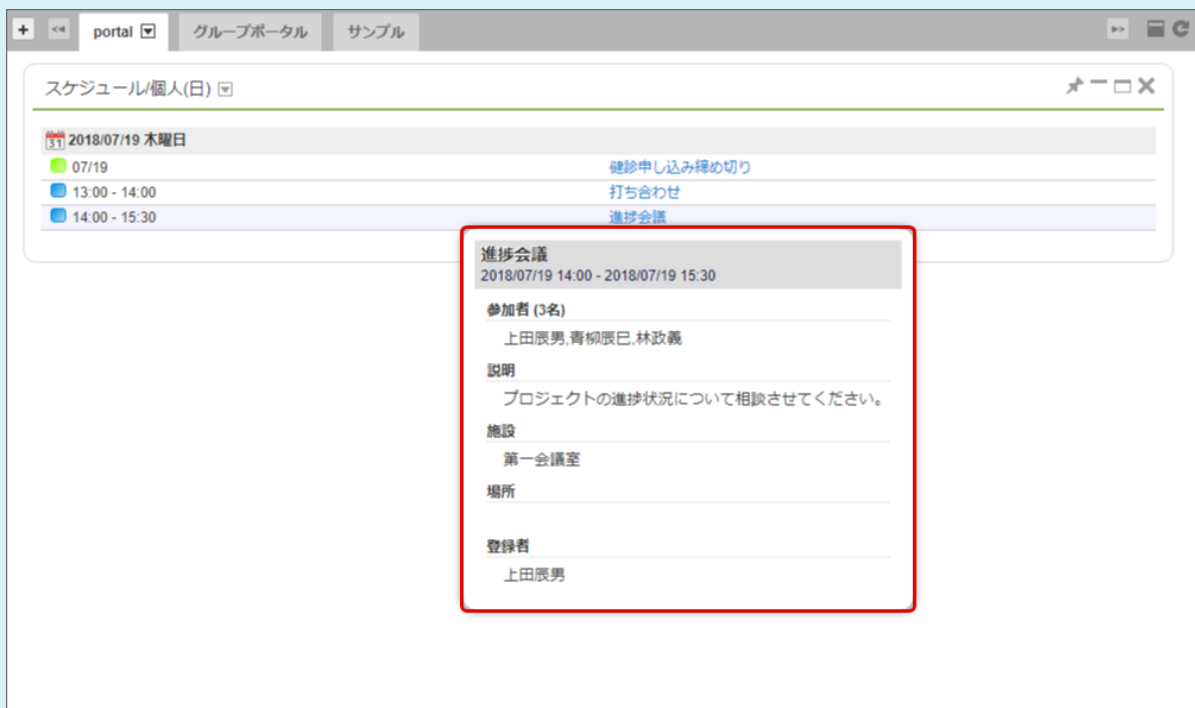 portal グループポータル サンプル
スケジュール/個人(日)
31 2018/07/19 木曜日
07/19 健診申し込み締め切り
13:00 - 14:00 打ち合わせ
14:00 - 15:30 進捗会議
進捗会議
2018/07/19 14:00 - 2018/07/19 15:30
参加者 (3名)
上田辰男,青柳辰巳,林政義
説明
プロジェクトの進捗状況について相談させてください。
施設
第一会議室
場所
登録者
上田辰男